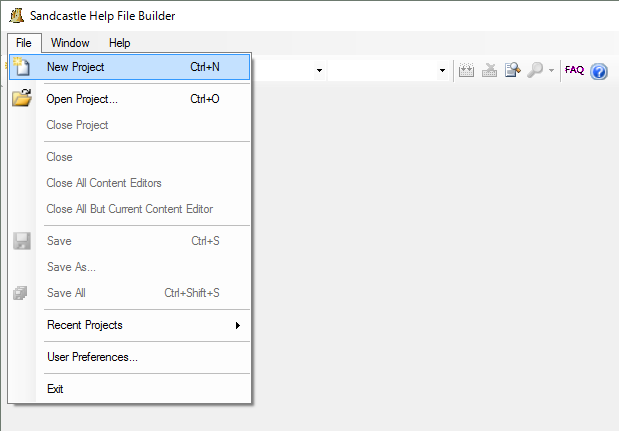 Sandcastle Help File Builder
File Window Help
New Project Ctrl+N
FAQ
Open Project... Ctrl+O
Close Project
Close
Close All Content Editors
Close All But Current Content Editor
Save Ctrl+S
Save As...
Save All Ctrl+Shift+S
Recent Projects
User Preferences...
Exit